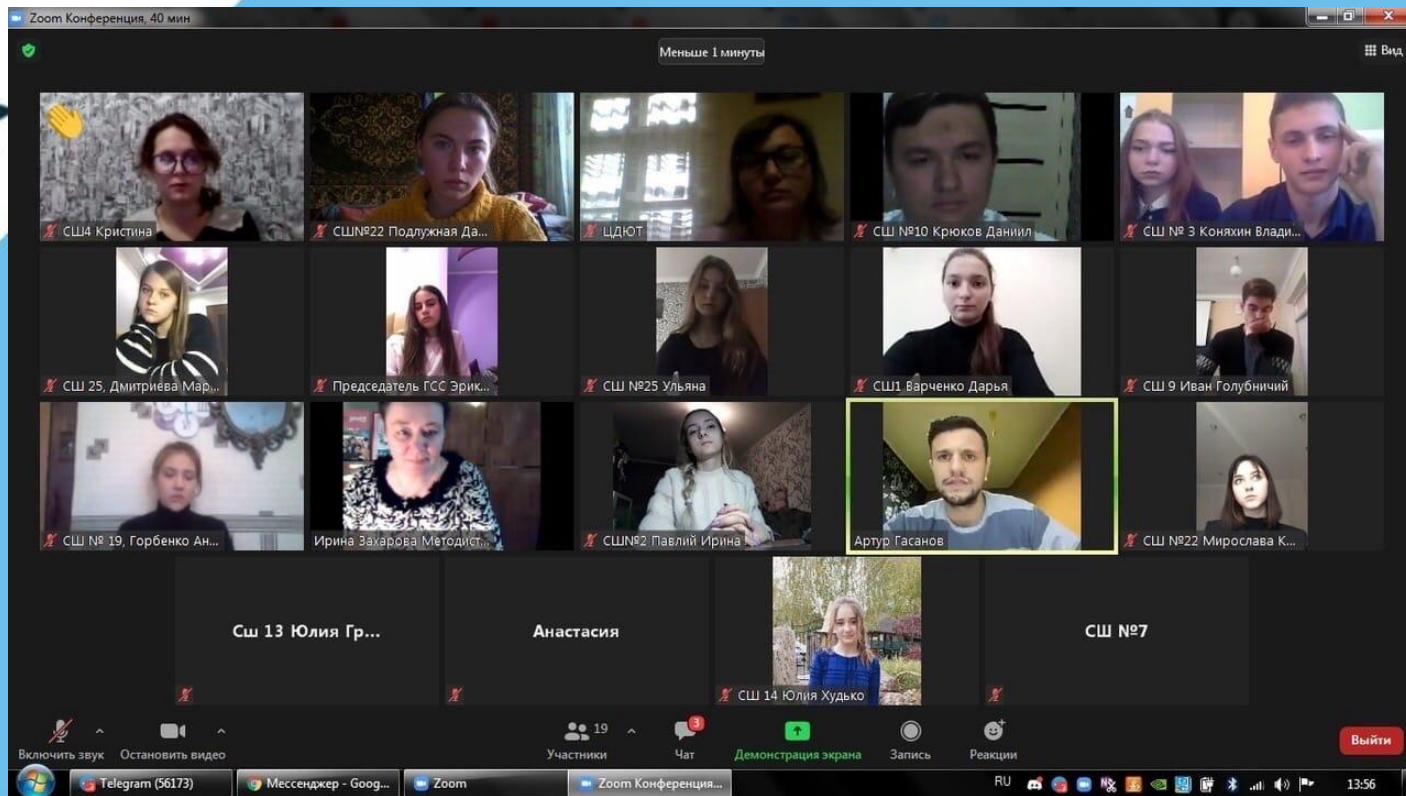 Zoom Конференция, 40 мин
Меньше 1 минуты
Вид
СШ4 Кристина
СШ№22 Подлужная Да...
ЦДЮТ
СШ №10 Крюков Даниил
СШ № 3 Коняхин Влади...
СШ 25, Дмитриева Мар...
Председатель ГСС Эрик...
СШ №25 Ульяна
СШ1 Варченко Дарья
СШ 9 Иван Голубничий
СШ № 19, Горбенко Ан...
Ирина Захарова Методист...
СШ№2 Павлий Ирина
Артур Гасанов
СШ №22 Мирослава К...
Сш 13 Юлия Гр...
Анастасия
СШ 14 Юлия Худько
СШ №7
Включить звук
Остановить видео
19
Участники
3
Чат
Демонстрация экрана
Запись
Реакции
Выйти
Telegram (56173)
Мессенджер - Goog...
Zoom
Zoom Конференция...
RU
13:56